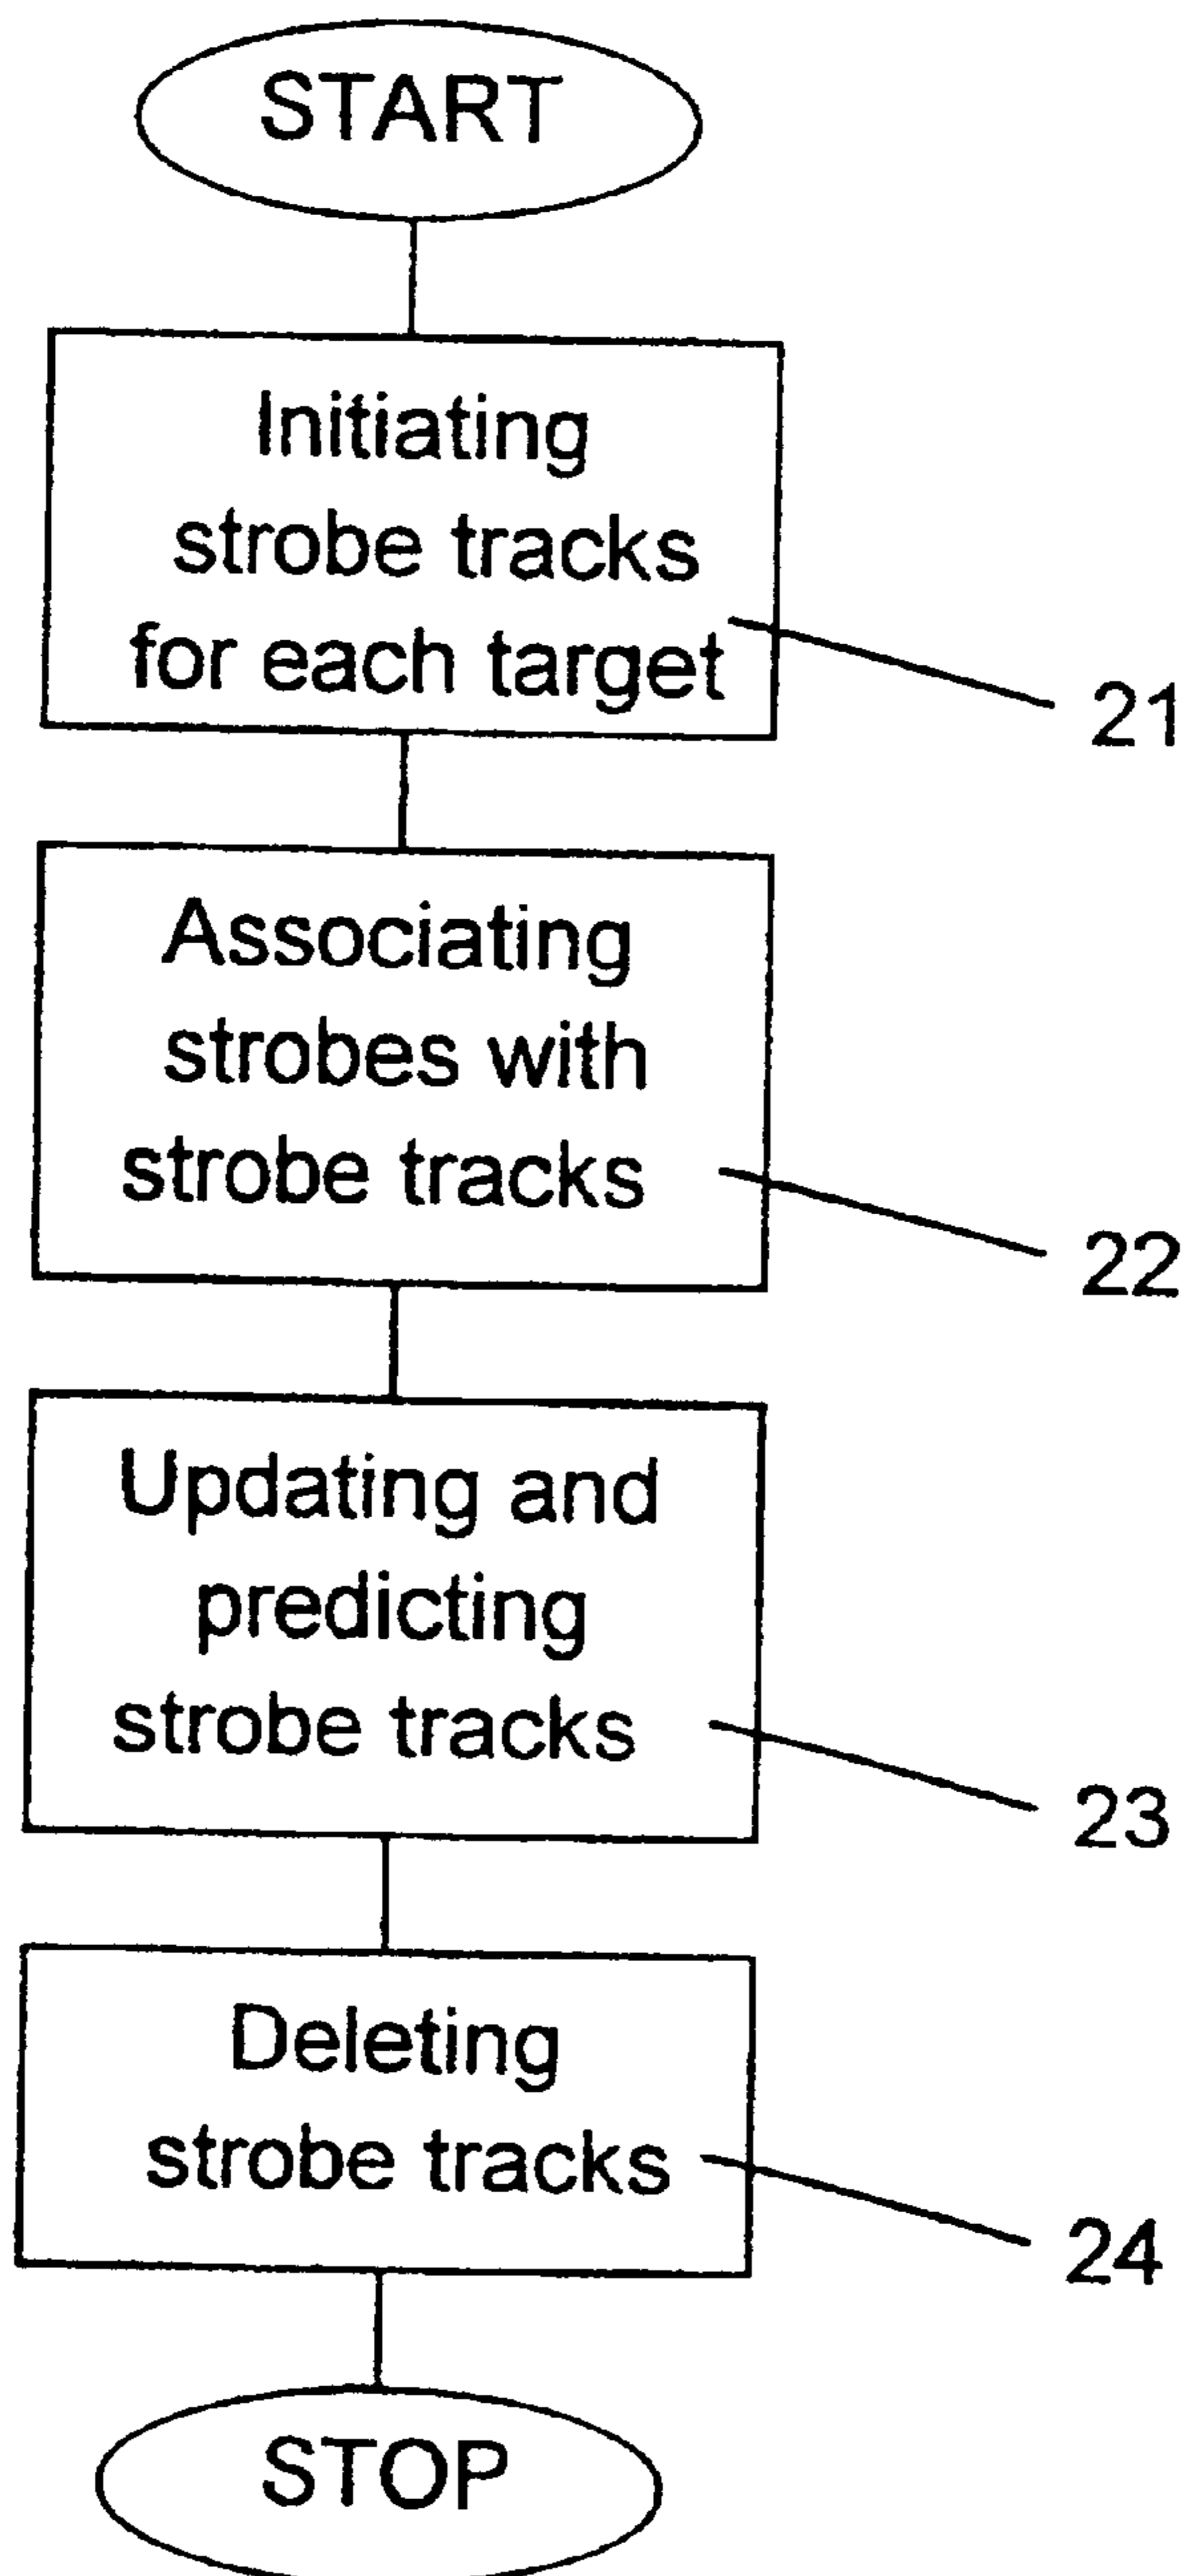 START
Initiating
strobe tracks
for each target
21
Associating
strobes with
strobe tracks
22
Updating and
predicting
strobe tracks
23
Deleting
strobe tracks
24
STOP